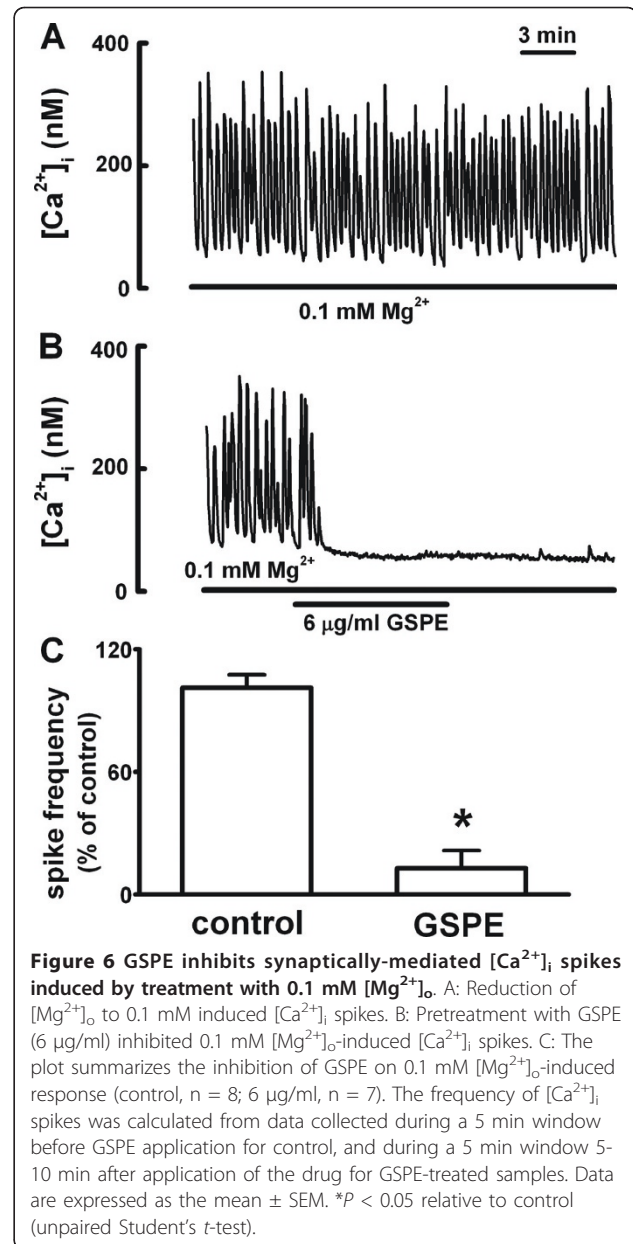 A
400
200
0
[Ca²⁺]ᵢ (nM)
3 min
0.1 mM Mg²⁺
B
400
200
0
[Ca²⁺]ᵢ (nM)
0.1 mM Mg²⁺
6 µg/ml GSPE
C
120
60
0
spike frequency
(% of control)
*
control GSPE
Figure 6 GSPE inhibits synaptically-mediated [Ca²⁺]ᵢ spikes
induced by treatment with 0.1 mM [Mg²⁺]ₒ. A: Reduction of
[Mg²⁺]ₒ to 0.1 mM induced [Ca²⁺]ᵢ spikes. B: Pretreatment with GSPE
(6 µg/ml) inhibited 0.1 mM [Mg²⁺]ₒ-induced [Ca²⁺]ᵢ spikes. C: The
plot summarizes the inhibition of GSPE on 0.1 mM [Mg²⁺]ₒ-induced
response (control, n = 8; 6 µg/ml, n = 7). The frequency of [Ca²⁺]ᵢ
spikes was calculated from data collected during a 5 min window
before GSPE application for control, and during a 5 min window 5-
10 min after application of the drug for GSPE-treated samples. Data
are expressed as the mean ± SEM. *P < 0.05 relative to control
(unpaired Student's t-test).